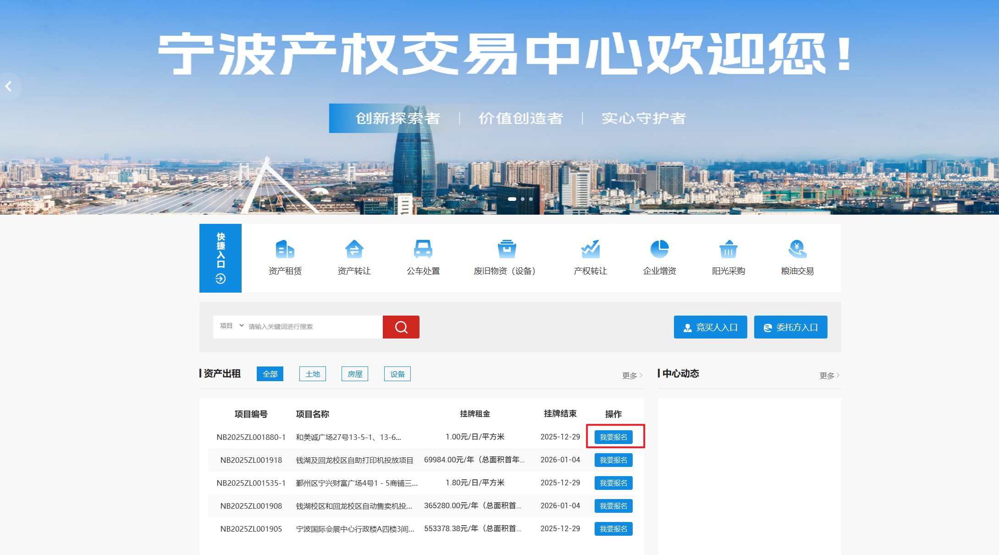 宁波产权交易中心欢迎您！
创新探索者 | 价值创造者 | 实心守护者
快捷入口
资产租赁 资产转让 公车处置 废旧物资（设备） 产权转让 企业增资 阳光采购 粮油交易
项目 请输入关键词进行搜索 竞买人入口 委托方入口
资产出租 全部 土地 房屋 设备 更多
项目编号 项目名称 挂牌租金 挂牌结束 操作
NB2025ZL001880-1 和美诚广场27号13-5-1、13-6... 1.00元/日/平方米 2025-12-29 我要报名
NB2025ZL001918 钱湖及回龙校区自助打印机投放项目 69984.00元/年（总面积首年... 2026-01-04 我要报名
NB2025ZL001535-1 鄞州区宁兴财富广场4号1－5商铺三... 1.80元/日/平方米 2025-12-29 我要报名
NB2025ZL001908 钱湖校区和回龙校区自动售卖机投... 365280.00元/年（总面积首... 2026-01-04 我要报名
NB2025ZL001905 宁波国际会展中心行政楼A四楼3间... 553378.38元/年（总面积首... 2025-12-29 我要报名
中心动态 更多